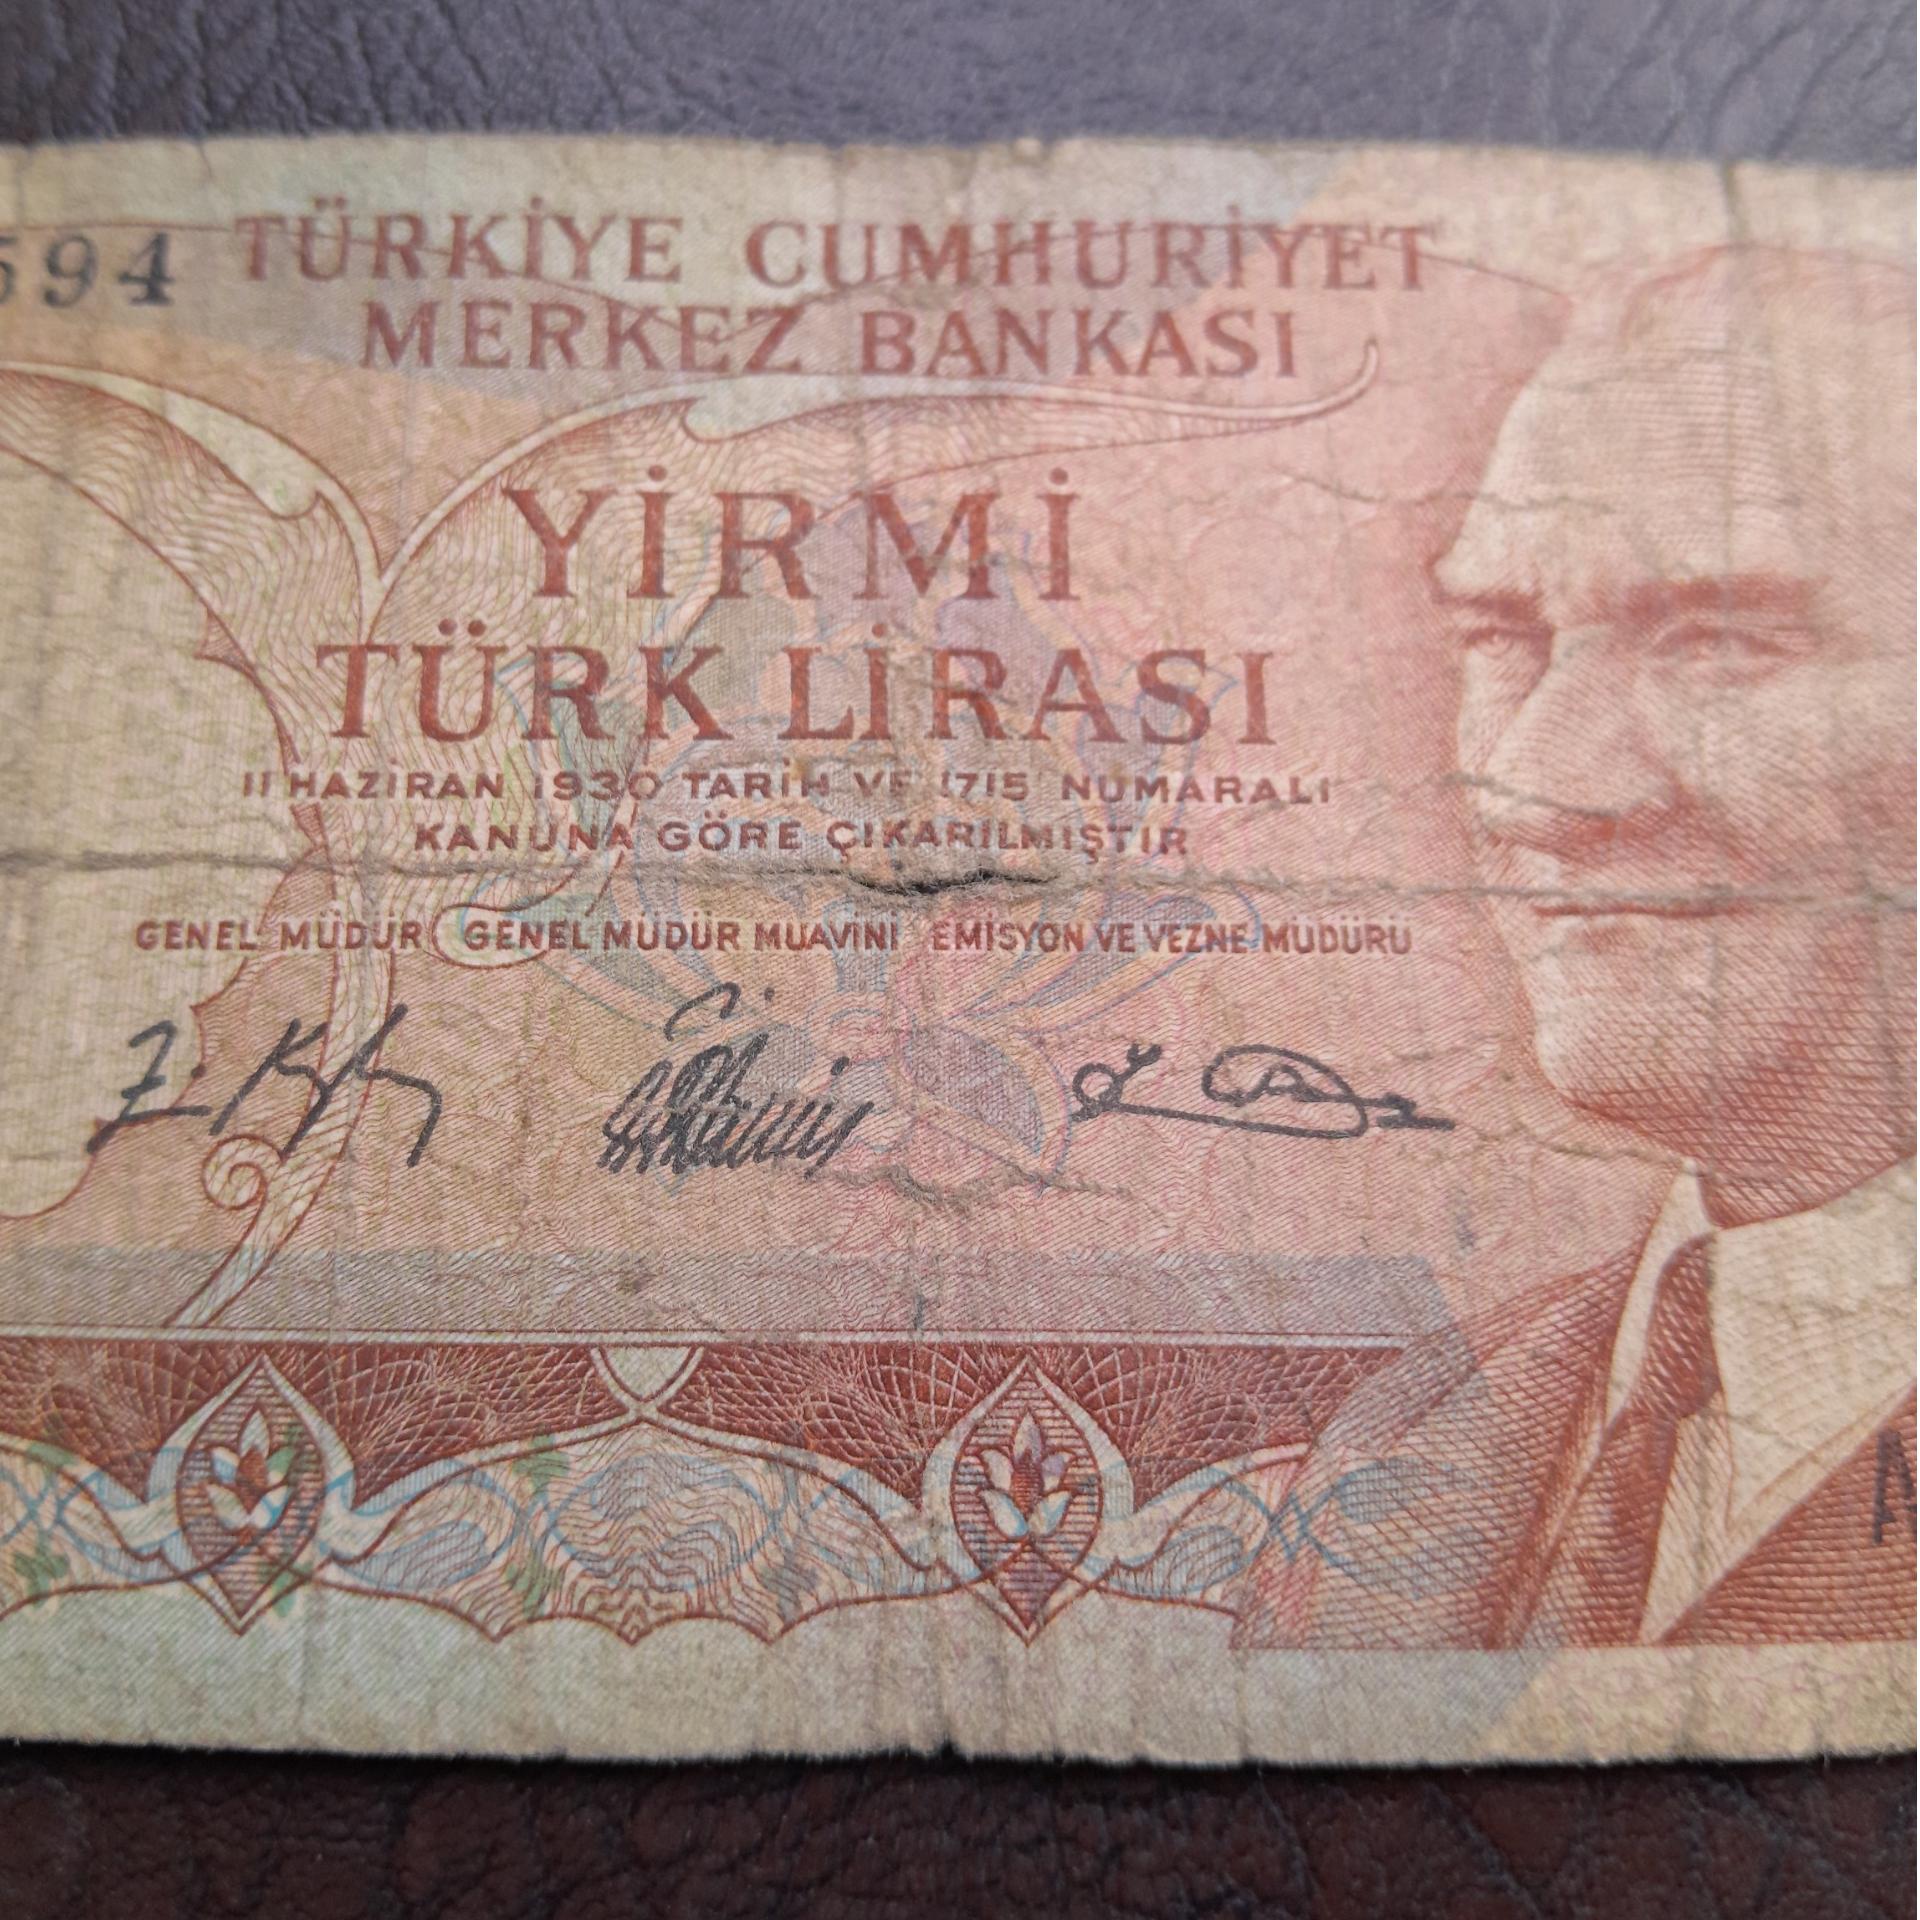 594
TÜRKİYE CUMHURİYET
MERKEZ BANKASI
YİRMİ
TÜRK LİRASI
11 HAZİRAN 1930 TARİH VE 1715 NUMARALI
KANUNA GÖRE ÇIKARILMIŞTIR
GENEL MÜDÜR GENEL MÜDÜR MUAVİNİ EMİSYON VE VEZNE MÜDÜRÜ